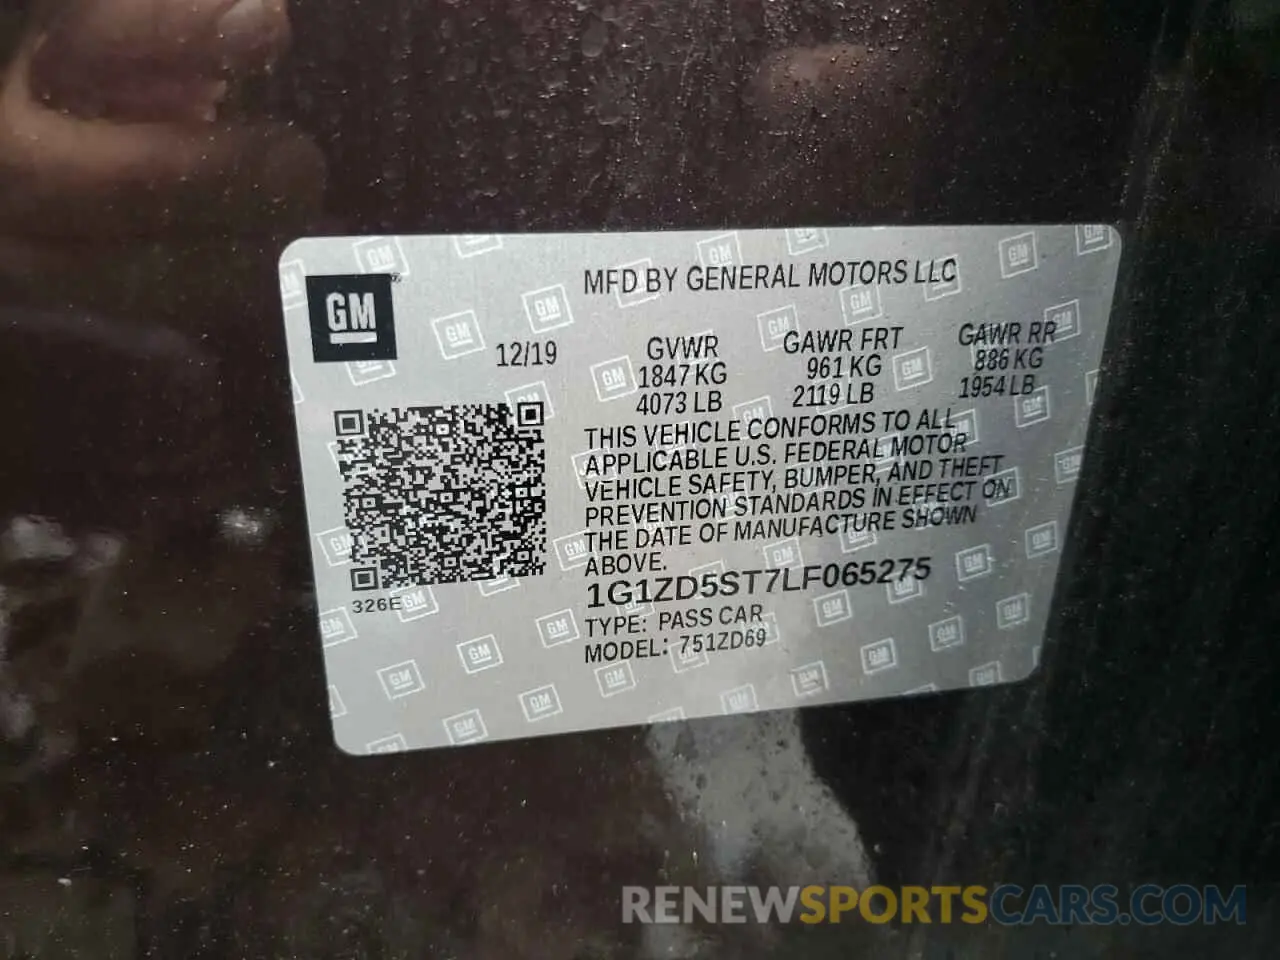 GM
MFD BY GENERAL MOTORS LLC
12/19
GVWR GAWR FRT GAWR RR
1847 KG 961 KG 886 KG
4073 LB 2119 LB 1954 LB
THIS VEHICLE CONFORMS TO ALL
APPLICABLE U.S. FEDERAL MOTOR
VEHICLE SAFETY, BUMPER, AND THEFT
PREVENTION STANDARDS IN EFFECT ON
THE DATE OF MANUFACTURE SHOWN
ABOVE.
1G1ZD5ST7LF065275
TYPE: PASS CAR
MODEL: 751ZD69
326E
RENEWSPORTSCARS.COM